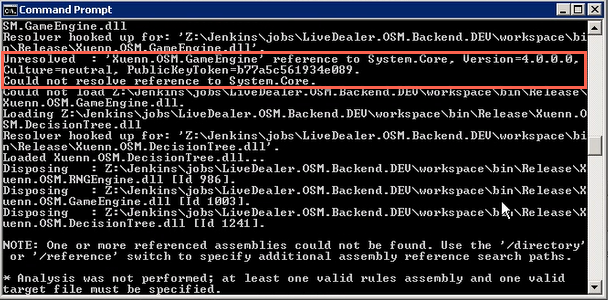 Command Prompt
SM.GameEngine.dll
Resolver hooked up for: 'Z:\Jenkins\jobs\LiveDealer.OSM.Backend.DEV\workspace\bi
n\Release\Xuenn.OSM.GameEngine.dll'.
Unresolved  : 'Xuenn.OSM.GameEngine' reference to System.Core, Version=4.0.0.0,
Culture=neutral, PublicKeyToken=b77a5c561934e089.
Could not resolve reference to System.Core.
Could not load Z:\Jenkins\jobs\LiveDealer.OSM.Backend.DEV\workspace\bin\Release\
Xuenn.OSM.GameEngine.dll.
Loading Z:\Jenkins\jobs\LiveDealer.OSM.Backend.DEV\workspace\bin\Release\Xuenn.O
SM.DecisionTree.dll
Resolver hooked up for: 'Z:\Jenkins\jobs\LiveDealer.OSM.Backend.DEV\workspace\bi
n\Release\Xuenn.OSM.DecisionTree.dll'.
Loaded Xuenn.OSM.DecisionTree.dll...
Disposing   : Z:\Jenkins\jobs\LiveDealer.OSM.Backend.DEV\workspace\bin\Release\X
uenn.OSM.RNGEngine.dll [Id 986].
Disposing   : Z:\Jenkins\jobs\LiveDealer.OSM.Backend.DEV\workspace\bin\Release\X
uenn.OSM.GameEngine.dll [Id 1003].
Disposing   : Z:\Jenkins\jobs\LiveDealer.OSM.Backend.DEV\workspace\bin\Release\X
uenn.OSM.DecisionTree.dll [Id 1241].
NOTE: One or more referenced assemblies could not be found. Use the '/directory'
or '/reference' switch to specify additional assembly reference search paths.
* Analysis was not performed; at least one valid rules assembly and one valid
target file must be specified.